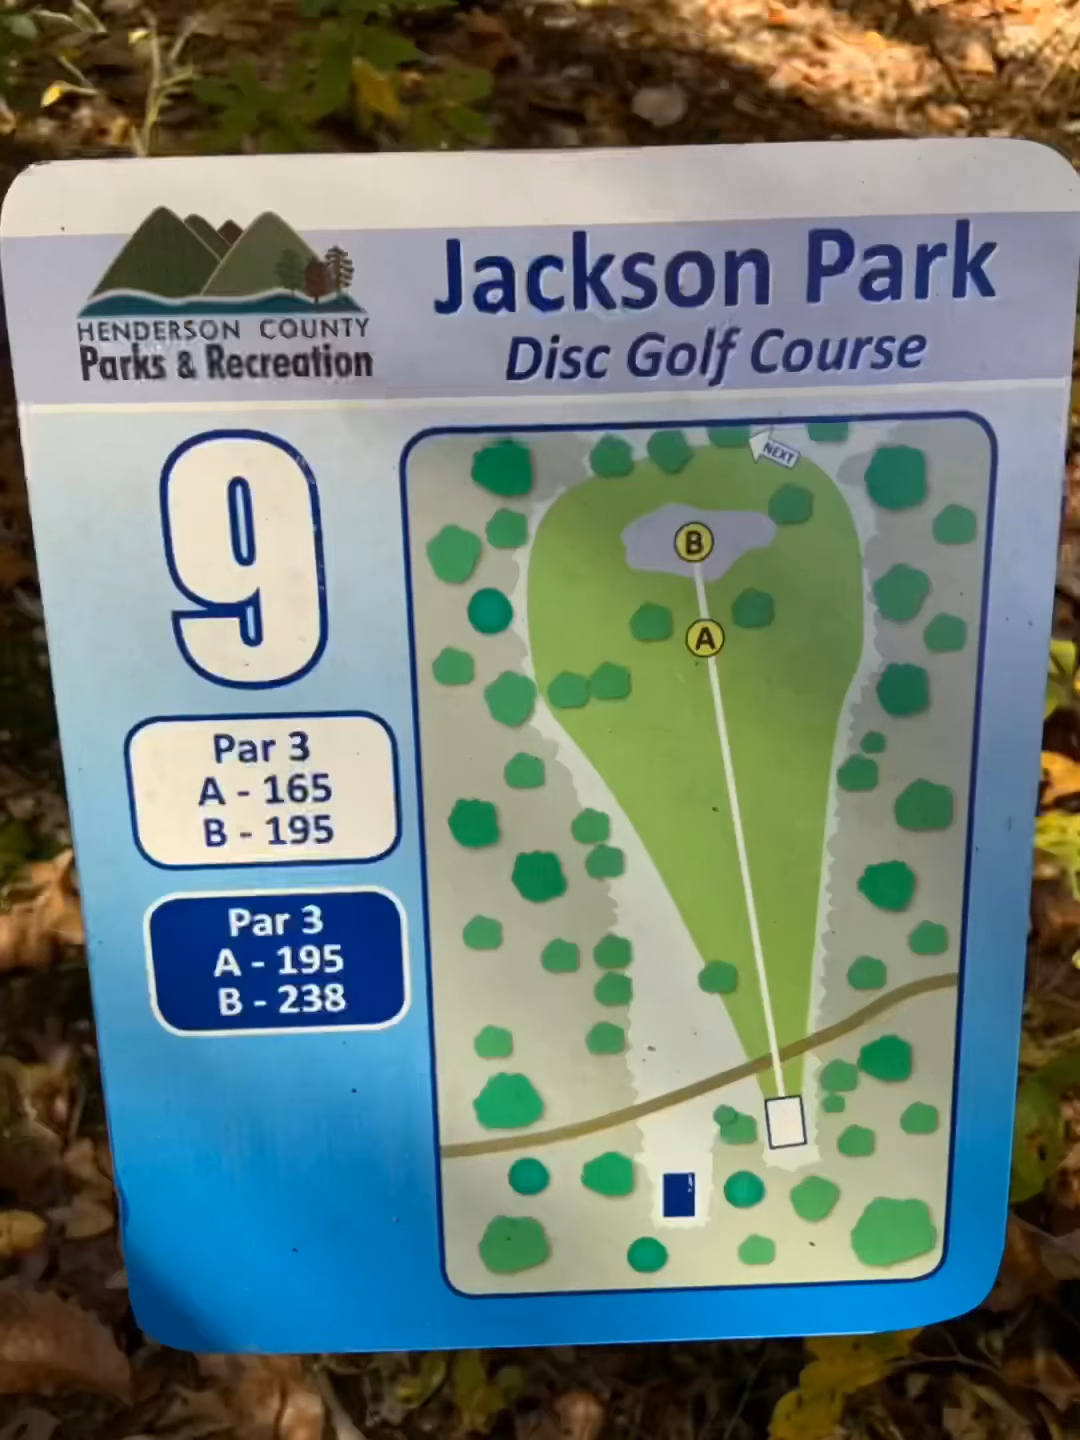 HENDERSON COUNTY
Parks & Recreation
Jackson Park
Disc Golf Course
9
Par 3
A - 165
B - 195
Par 3
A - 195
B - 238
NEXT
B
A